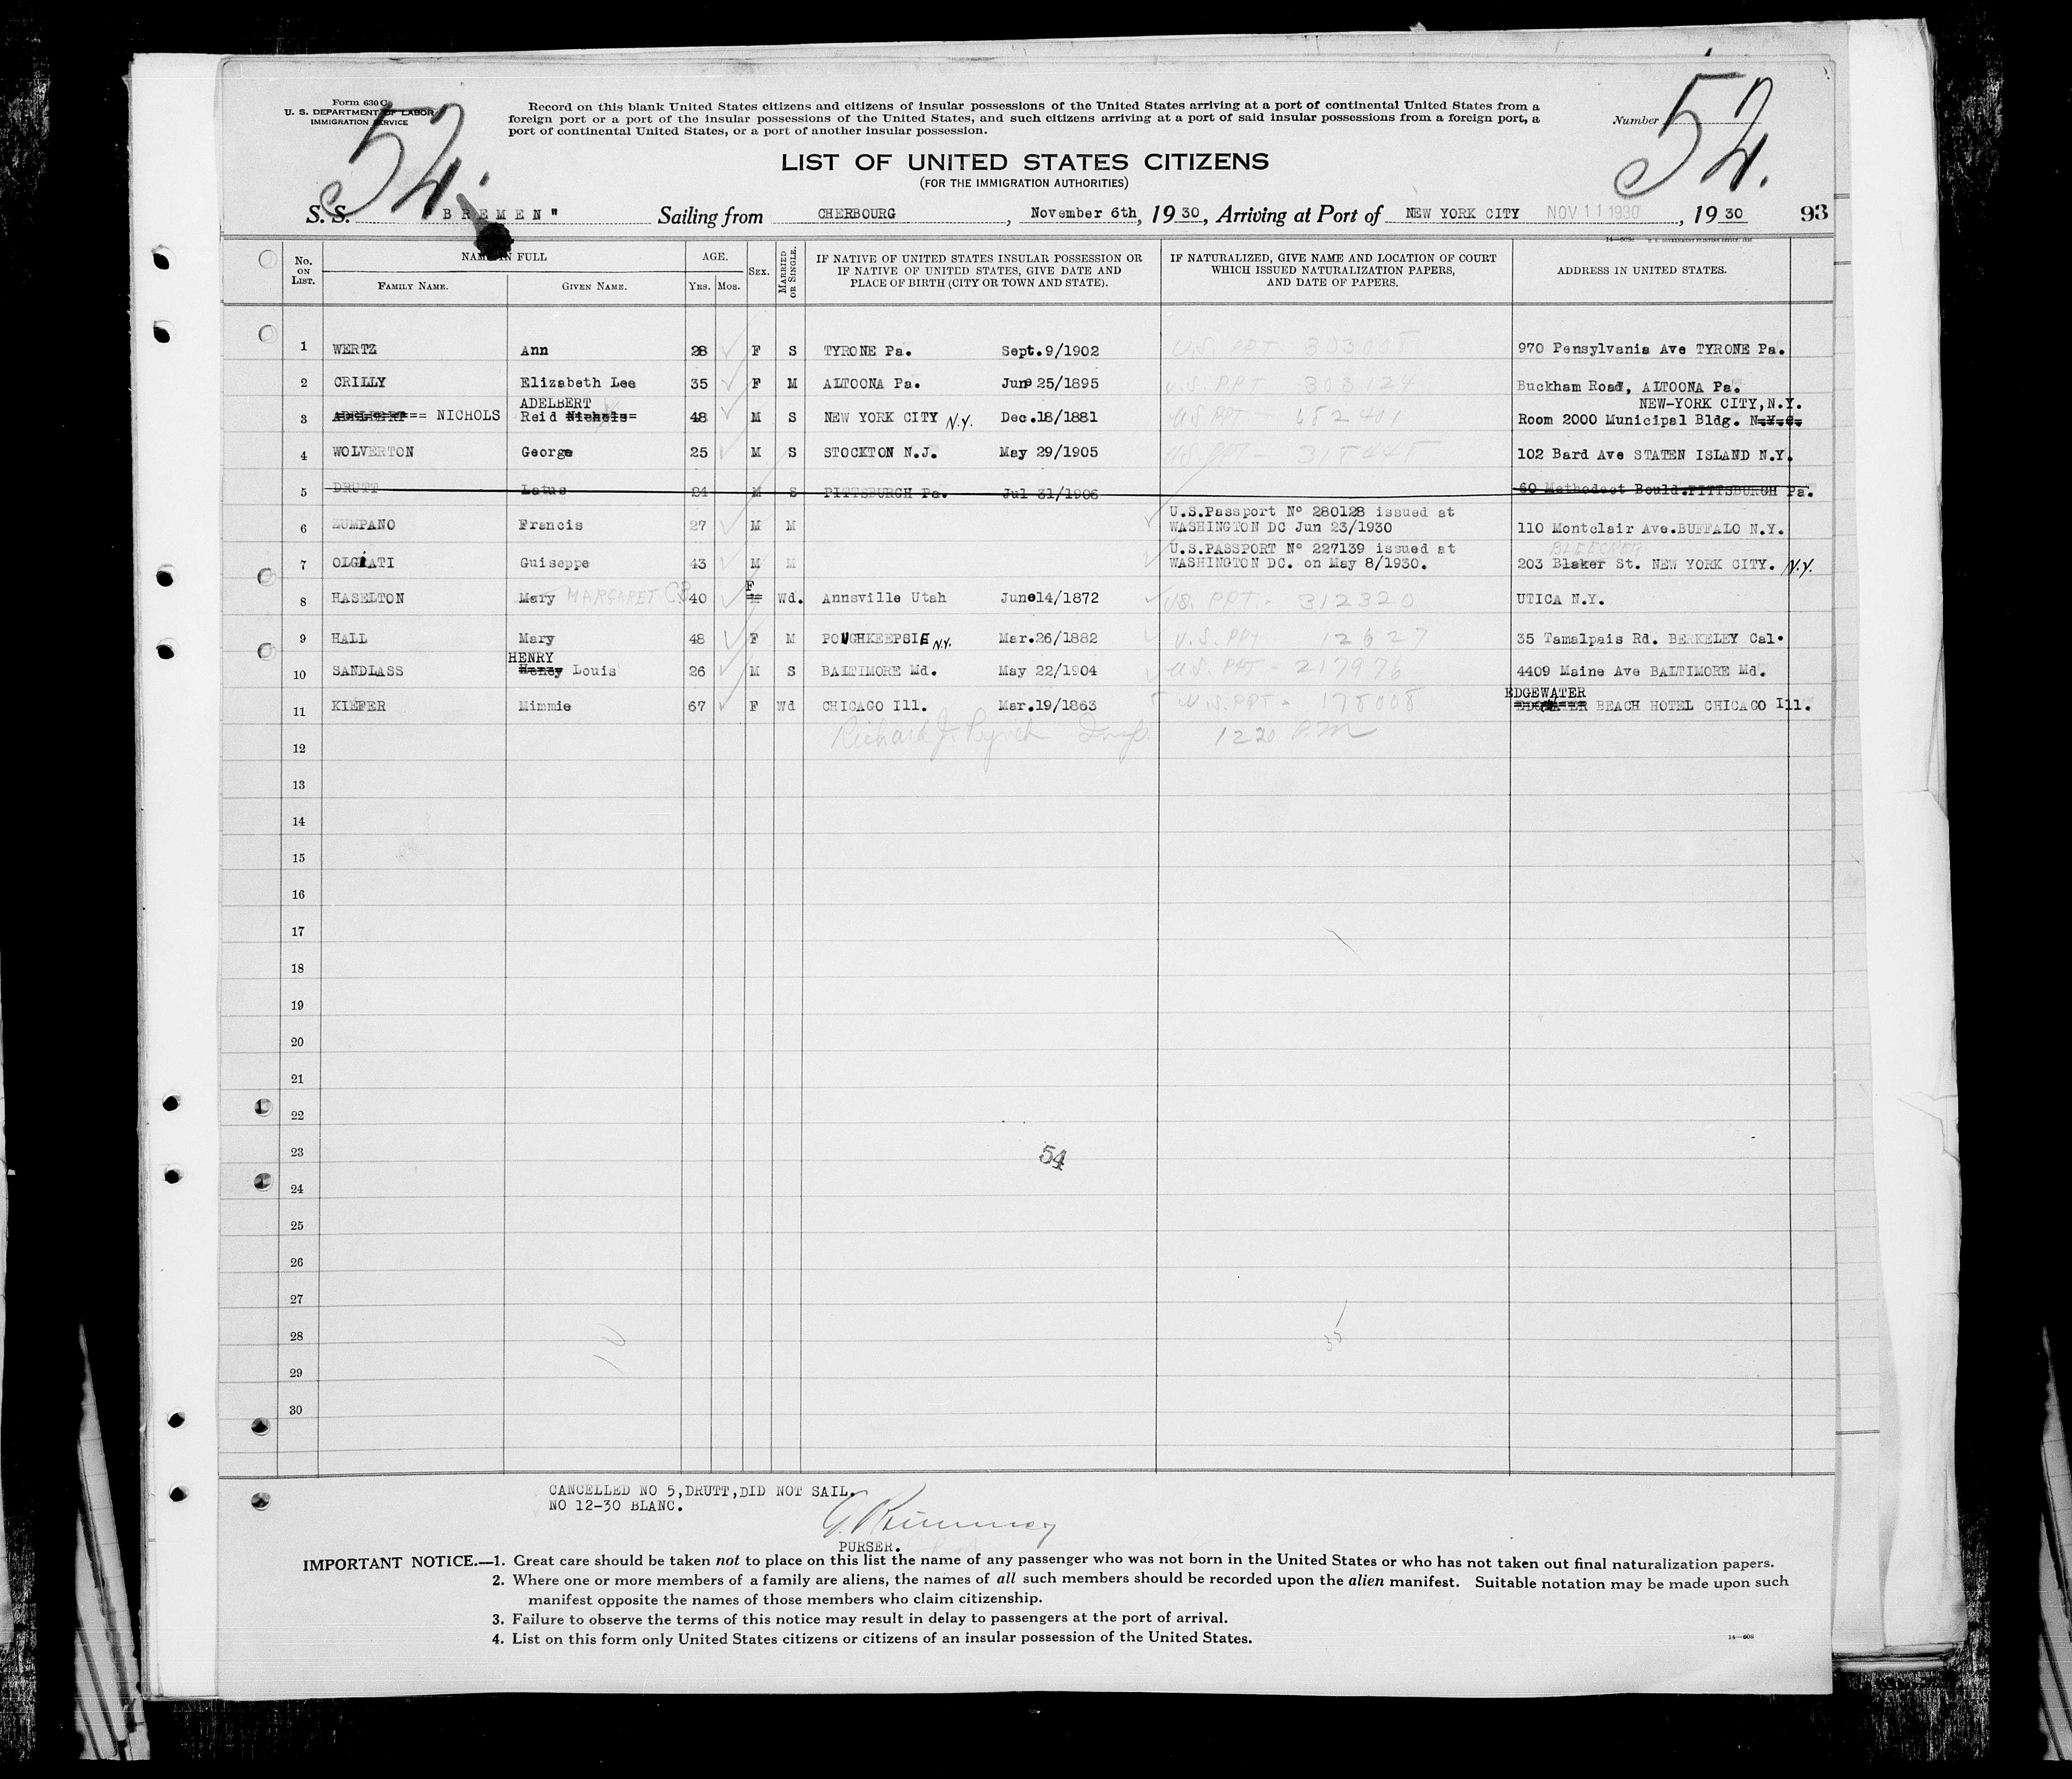 Form 630 C
U. S. DEPARTMENT OF LABOR
IMMIGRATION SERVICE
52.
Record on this blank United States citizens and citizens of insular possessions of the United States arriving at a port of continental United States from a
foreign port or a port of the insular possessions of the United States, and such citizens arriving at a port of said insular possessions from a foreign port, a
port of continental United States, or a port of another insular possession.
Number 52.
LIST OF UNITED STATES CITIZENS
(FOR THE IMMIGRATION AUTHORITIES)
S. S. "BREMEN" Sailing from CHERBOURG, November 6th, 1930, Arriving at Port of NEW YORK CITY NOV 11 1930, 1930 93
No. ON LIST. NAME IN FULL AGE. SEX. MARRIED OR SINGLE. IF NATIVE OF UNITED STATES INSULAR POSSESSION OR IF NATIVE OF UNITED STATES, GIVE DATE AND PLACE OF BIRTH (CITY OR TOWN AND STATE). IF NATURALIZED, GIVE NAME AND LOCATION OF COURT WHICH ISSUED NATURALIZATION PAPERS, AND DATE OF PAPERS. ADDRESS IN UNITED STATES.
FAMILY NAME. GIVEN NAME. YRS. MOS.
1 WERTZ Ann 28 F S TYRONE Pa. Sept.9/1902 U.S. PPT. 303008 970 Pensylvania Ave TYRONE Pa.
2 CRILLY Elizabeth Lee 35 F M ALTOONA Pa. June 25/1895 U.S. PPT 303124 Buckham Road, ALTOONA Pa.
ADELBERT NEW-YORK CITY,N.Y.
3 NICHOLS Reid Nichols 48 M S NEW YORK CITY N.Y. Dec.18/1881 U.S. PPT. 682401 Room 2000 Municipal Bldg. N.Y.C.
4 WOLVERTON George 25 M S STOCKTON N.J. May 29/1905 U.S. PPT- 102 Bard Ave STATEN ISLAND N.Y.
5 DRUTT Latus 24 M S PITTSBURGH Pa. Jul 31/1906 60 Methodect Bould.PITTSBURGH Pa.
U.S.Passport N° 280128 issued at
6 ZUMPANO Francis 27 M M WASHINGTON DC Jun 23/1930 110 Montclair Ave.BUFFALO N.Y.
U.S.PASSPORT N° 227139 issued at BLEECKER
7 OLGIATI Guiseppe 43 M M WASHINGTON DC. on May 8/1930. 203 Blaker St. NEW YORK CITY. N.Y.
F
8 HASELTON Mary MARGARET 40 Wd. Annsville Utah June14/1872 US. PPT.- 312320 UTICA N.Y.
9 HALL Mary 48 F M POUGHKEEPSIE N.Y. Mar.26/1882 U.S. PPT 12627 35 Tamalpais Rd. BERKELEY Cal.
HENRY
10 SANDLASS Henry Louis 26 M S BALTIMORE Md. May 22/1904 U.S. PPT - 217976 4409 Maine Ave BALTIMORE Md.
EDGEWATER
11 KIEFER Mimmie 67 F Wd CHICAGO Ill. Mar.19/1863 U.S. PPT - 178008 BEACH HOTEL CHICAGO Ill.
12 Richard J. Lynch Insp. 12 20 PM
13
14
15
16
17
18
19
20
21
22
23 54
24
25
26
27
28
29
30
CANCELLED NO 5,DRUTT,DID NOT SAIL.
NO 12-30 BLANC.
PURSER.
IMPORTANT NOTICE.—1. Great care should be taken not to place on this list the name of any passenger who was not born in the United States or who has not taken out final naturalization papers.
2. Where one or more members of a family are aliens, the names of all such members should be recorded upon the alien manifest. Suitable notation may be made upon such
manifest opposite the names of those members who claim citizenship.
3. Failure to observe the terms of this notice may result in delay to passengers at the port of arrival.
4. List on this form only United States citizens or citizens of an insular possession of the United States.
14—608